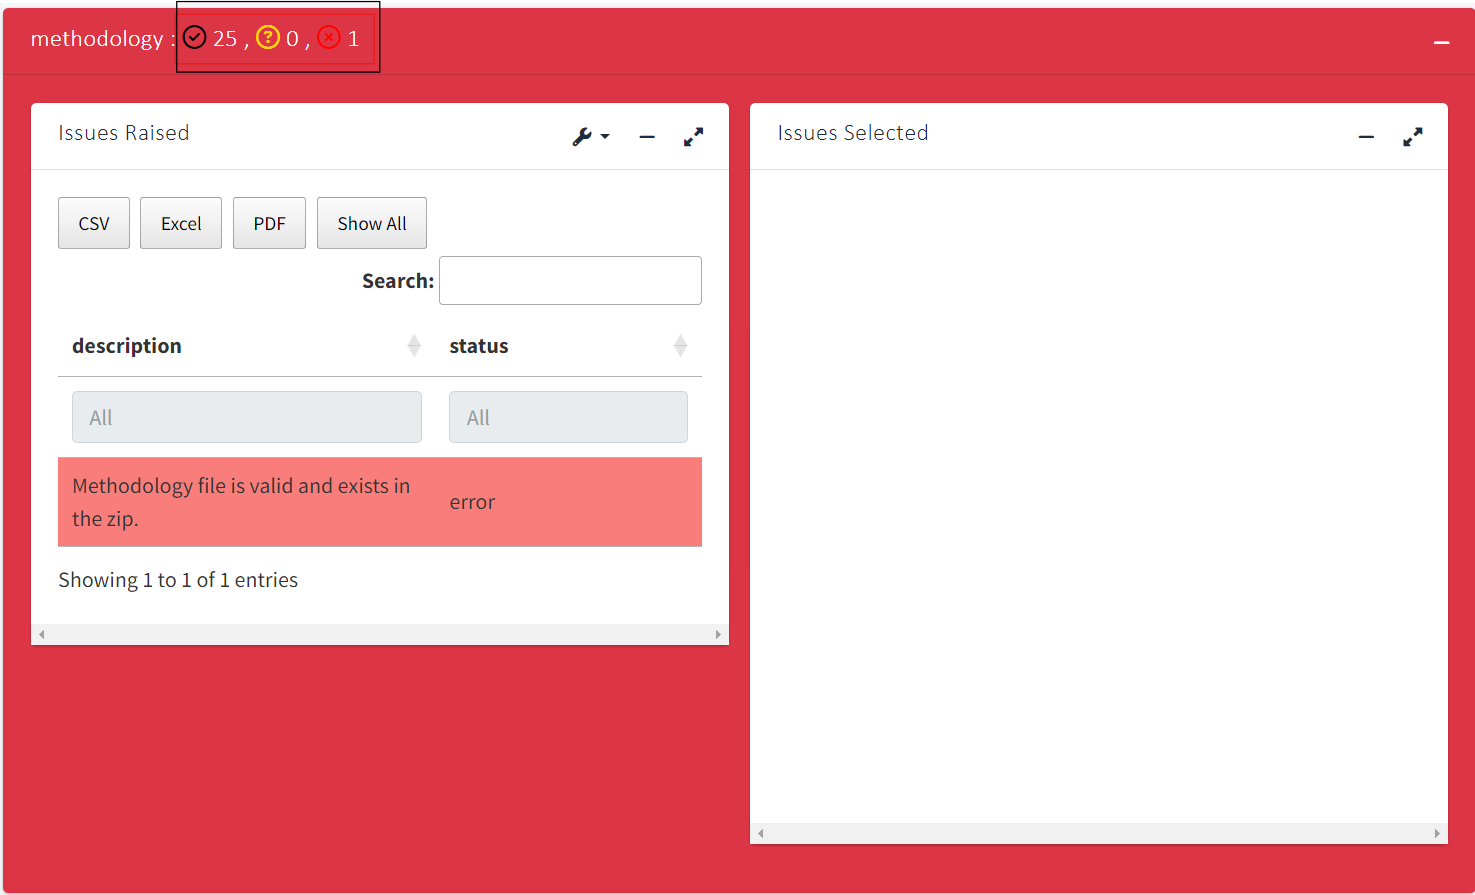 methodology : 25 , 0 , 1
Issues Raised
CSV
Excel
PDF
Show All
Search:
description
status
All
All
Methodology file is valid and exists in
the zip.
error
Showing 1 to 1 of 1 entries
Issues Selected